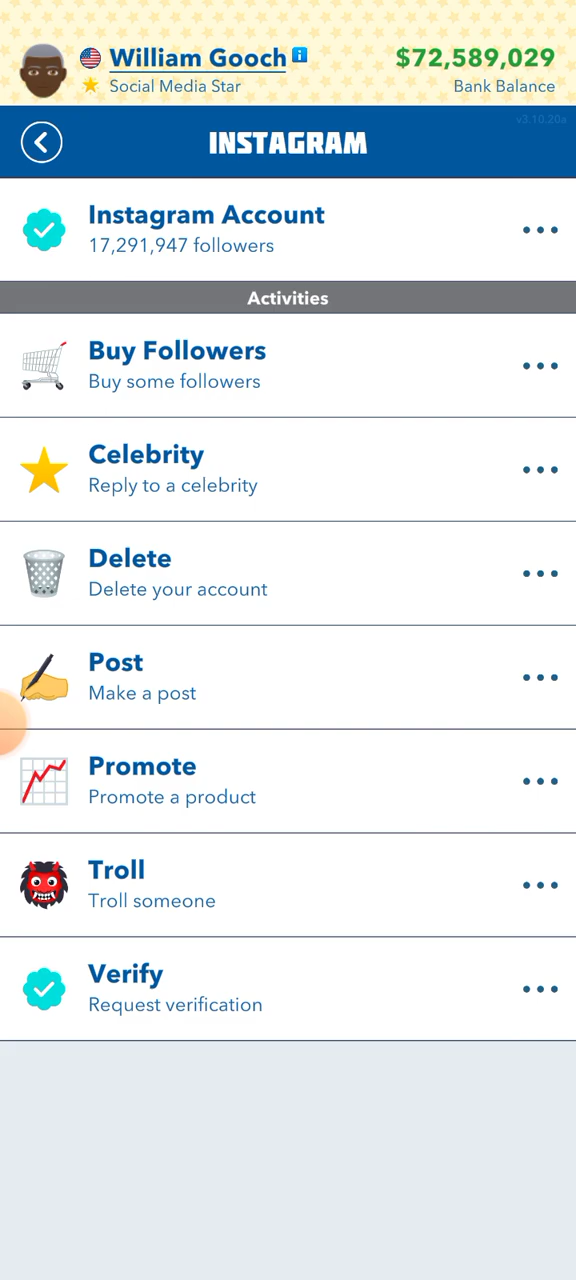 William Gooch
$72,589,029
Social Media Star
Bank Balance
v3.10.20a
INSTAGRAM
Instagram Account
17,291,947 followers
Activities
Buy Followers
Buy some followers
Celebrity
Reply to a celebrity
Delete
Delete your account
Post
Make a post
Promote
Promote a product
Troll
Troll someone
Verify
Request verification